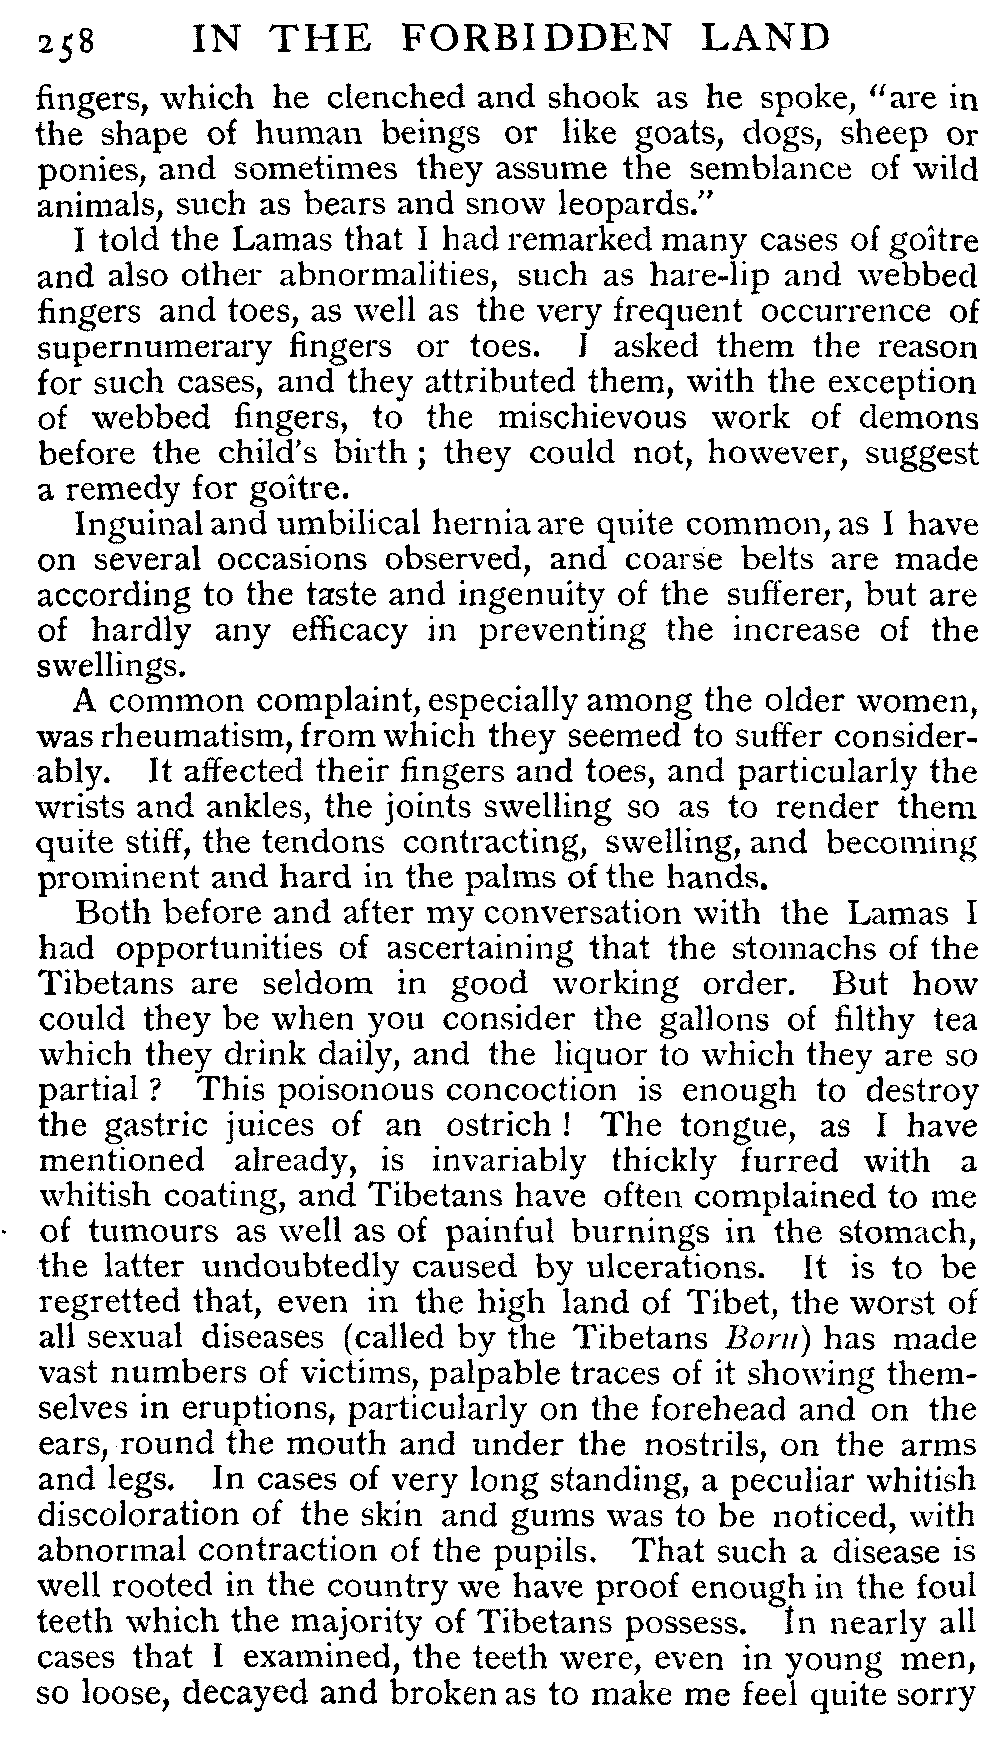 258 IN THE FORBIDDEN LAND
fingers, which he clenched and shook as he spoke, “are in
the shape of human beings or like goats, dogs, sheep or
ponies, and sometimes they assume the semblance of wild
animals, such as bears and snow leopards.”
I told the Lamas that I had remarked many cases of goître
and also other abnormalities, such as hare-lip and webbed
fingers and toes, as well as the very frequent occurrence of
supernumerary fingers or toes. I asked them the reason
for such cases, and they attributed them, with the exception
of webbed fingers, to the mischievous work of demons
before the child's birth ; they could not, however, suggest
a remedy for goître.
Inguinal and umbilical hernia are quite common, as I have
on several occasions observed, and coarse belts are made
according to the taste and ingenuity of the sufferer, but are
of hardly any efficacy in preventing the increase of the
swellings.
A common complaint, especially among the older women,
was rheumatism, from which they seemed to suffer consider-
ably. It affected their fingers and toes, and particularly the
wrists and ankles, the joints swelling so as to render them
quite stiff, the tendons contracting, swelling, and becoming
prominent and hard in the palms of the hands.
Both before and after my conversation with the Lamas I
had opportunities of ascertaining that the stomachs of the
Tibetans are seldom in good working order. But how
could they be when you consider the gallons of filthy tea
which they drink daily, and the liquor to which they are so
partial ? This poisonous concoction is enough to destroy
the gastric juices of an ostrich ! The tongue, as I have
mentioned already, is invariably thickly furred with a
whitish coating, and Tibetans have often complained to me
of tumours as well as of painful burnings in the stomach,
the latter undoubtedly caused by ulcerations. It is to be
regretted that, even in the high land of Tibet, the worst of
all sexual diseases (called by the Tibetans Boru) has made
vast numbers of victims, palpable traces of it showing them-
selves in eruptions, particularly on the forehead and on the
ears, round the mouth and under the nostrils, on the arms
and legs. In cases of very long standing, a peculiar whitish
discoloration of the skin and gums was to be noticed, with
abnormal contraction of the pupils. That such a disease is
well rooted in the country we have proof enough in the foul
teeth which the majority of Tibetans possess. In nearly all
cases that I examined, the teeth were, even in young men,
so loose, decayed and broken as to make me feel quite sorry